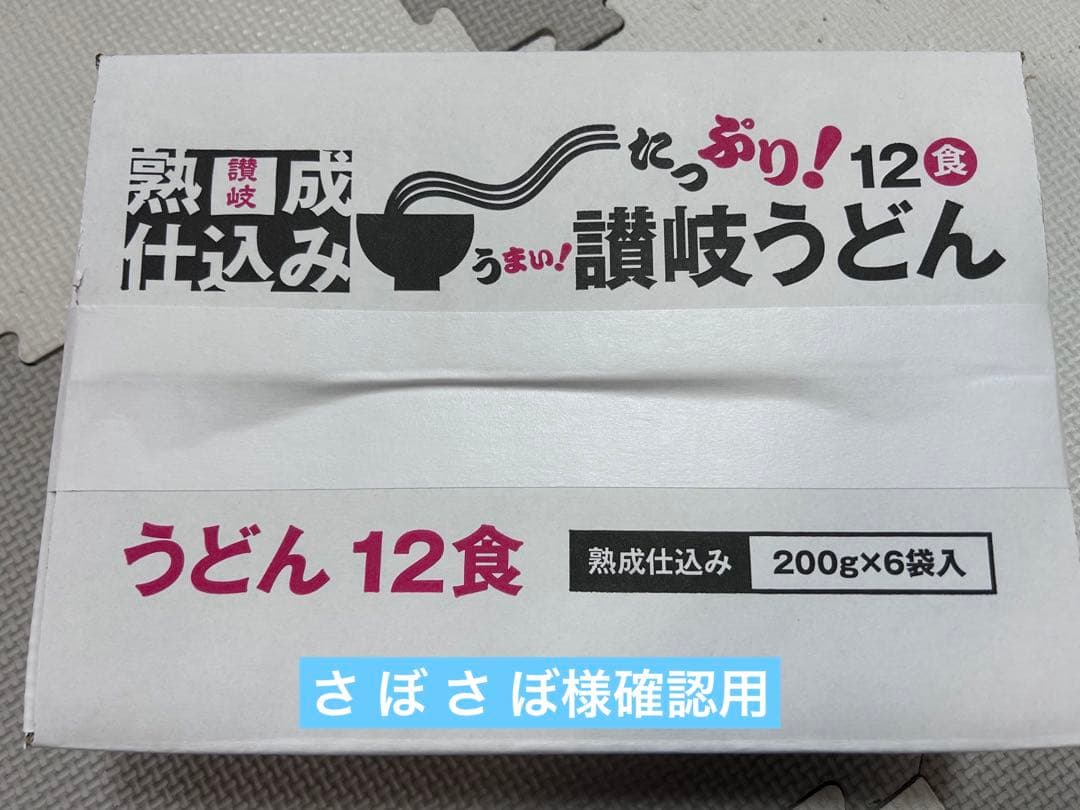 熟讃岐成
仕込み
たっぷり!12食
うまい!讃岐うどん
うどん 12食
熟成仕込み 200g×6袋入
さ ぼ さ ぼ様確認用